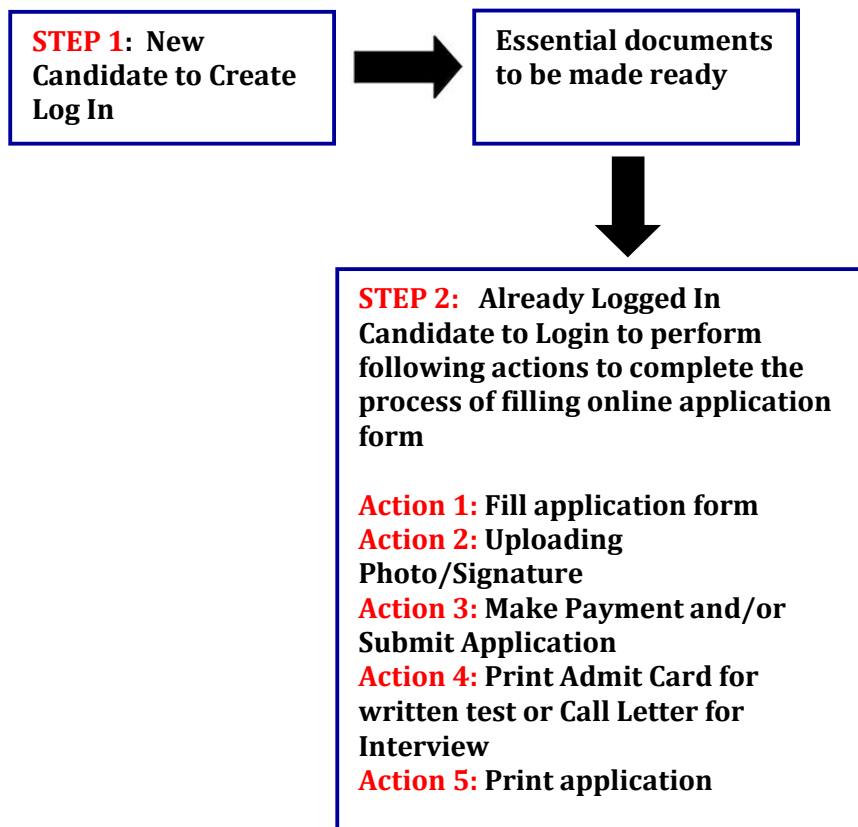 STEP 1:  New
Candidate to Create
Log In
Essential documents
to be made ready
STEP 2:   Already Logged In
Candidate to Login to perform
following actions to complete the
process of filling online application
form
Action 1: Fill application form
Action 2: Uploading
Photo/Signature
Action 3: Make Payment and/or
Submit Application
Action 4: Print Admit Card for
written test or Call Letter for
Interview
Action 5: Print application